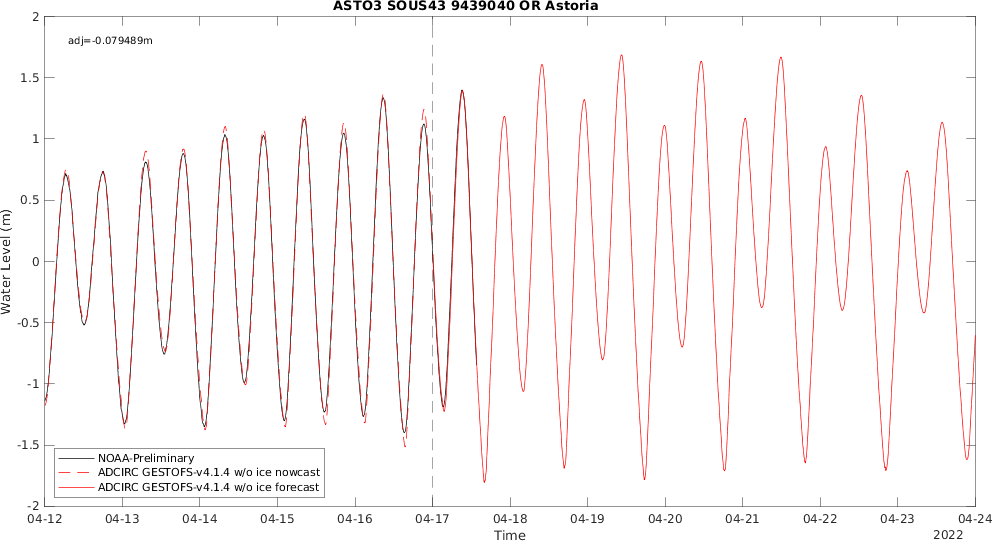 ASTO3 SOUS43 9439040 OR Astoria
adj=-0.079489m
2
1.5
1
0.5
0
-0.5
-1
-1.5
-2
Water Level (m)
NOAA-Preliminary
ADCIRC GESTOFS-v4.1.4 w/o ice nowcast
ADCIRC GESTOFS-v4.1.4 w/o ice forecast
04-12 04-13 04-14 04-15 04-16 04-17 04-18 04-19 04-20 04-21 04-22 04-23 04-24
Time
2022